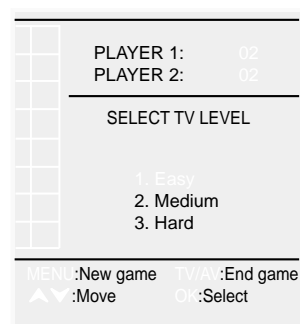 PLAYER 1: 02
PLAYER 2: 02
SELECT TV LEVEL
1. Easy
2. Medium
3. Hard
MENU:New game TV/AV:End game
:Move OK:Select